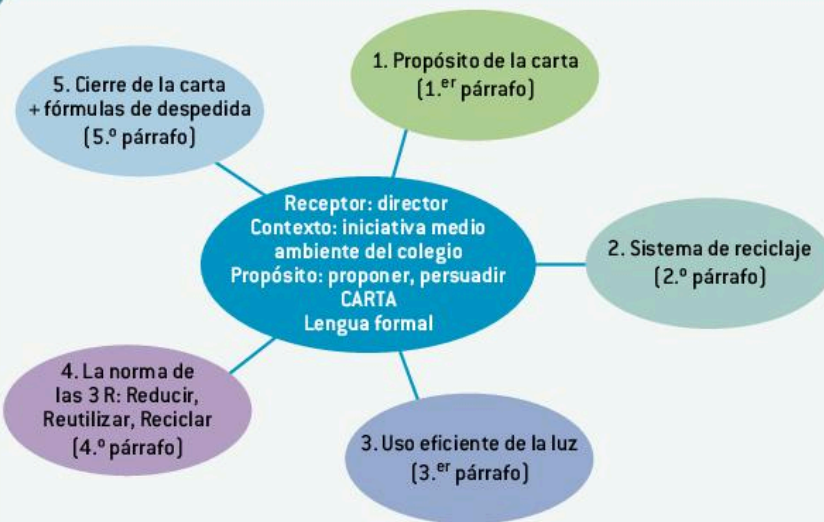 1. Propósito de la carta
(1.er párrafo)
5. Cierre de la carta
+ fórmulas de despedida
(5.º párrafo)
Receptor: director
Contexto: iniciativa medio
ambiente del colegio
Propósito: proponer, persuadir
CARTA
Lengua formal
2. Sistema de reciclaje
(2.º párrafo)
4. La norma de
las 3 R: Reducir,
Reutilizar, Reciclar
(4.º párrafo)
3. Uso eficiente de la luz
(3.er párrafo)